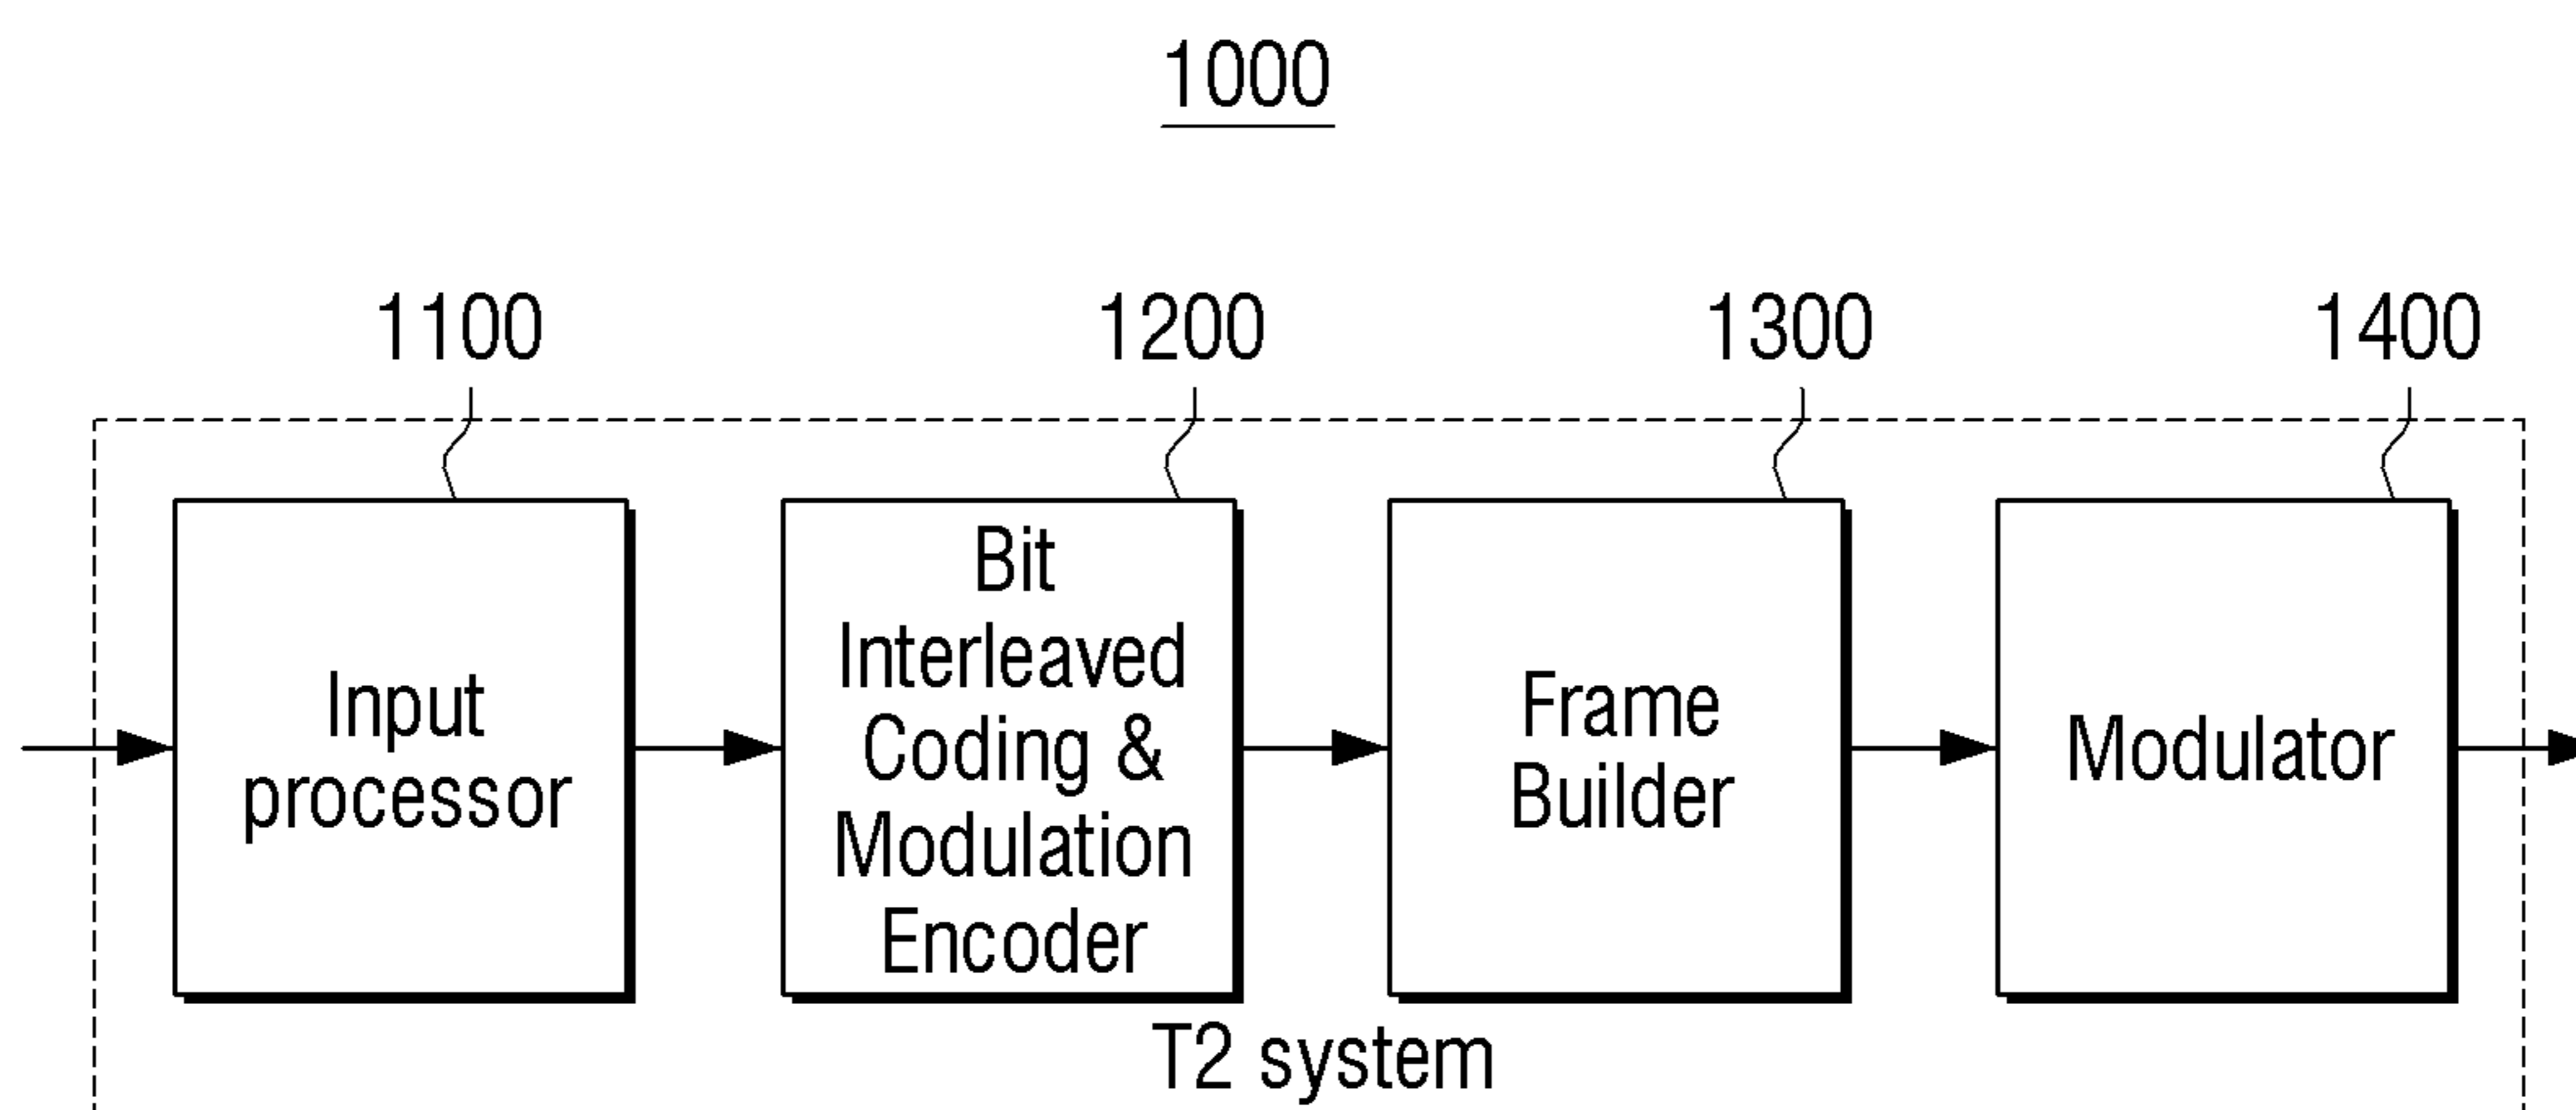 1000
1100
1200
1300
1400
Input
processor
Bit
Interleaved
Coding &
Modulation
Encoder
Frame
Builder
Modulator
T2 system